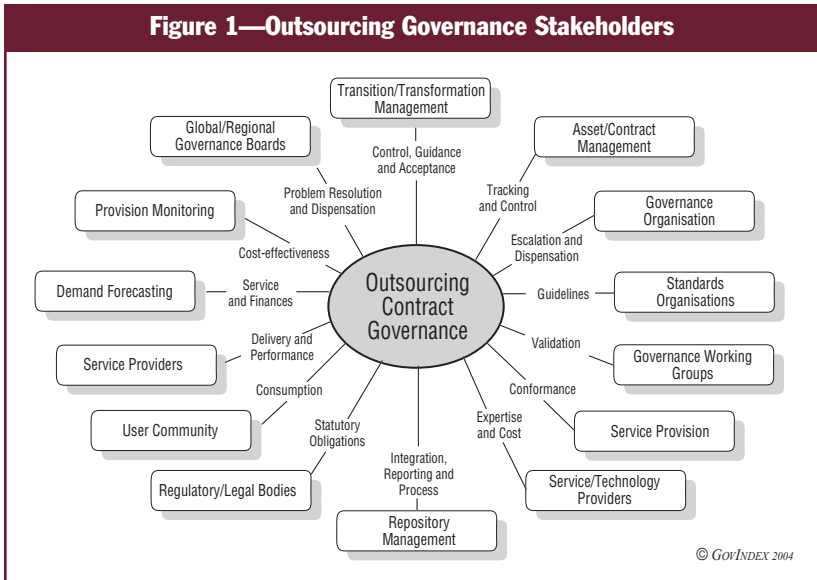 Figure 1—Outsourcing Governance Stakeholders
Transition/Transformation
Management
Global/Regional
Governance Boards
Asset/Contract
Management
Control, Guidance
and Acceptance
Problem Resolution
and Dispensation
Tracking
and Control
Provision Monitoring
Governance
Organisation
Escalation and
Dispensation
Cost-effectiveness
Outsourcing
Contract
Governance
Demand Forecasting
Service
and Finances
Guidelines
Standards
Organisations
Delivery and
Performance
Validation
Service Providers
Governance Working
Groups
Consumption
Conformance
User Community
Statutory
Obligations
Expertise
and Cost
Service Provision
Integration,
Reporting and
Process
Regulatory/Legal Bodies
Service/Technology
Providers
Repository
Management
© GOVINDEX 2004